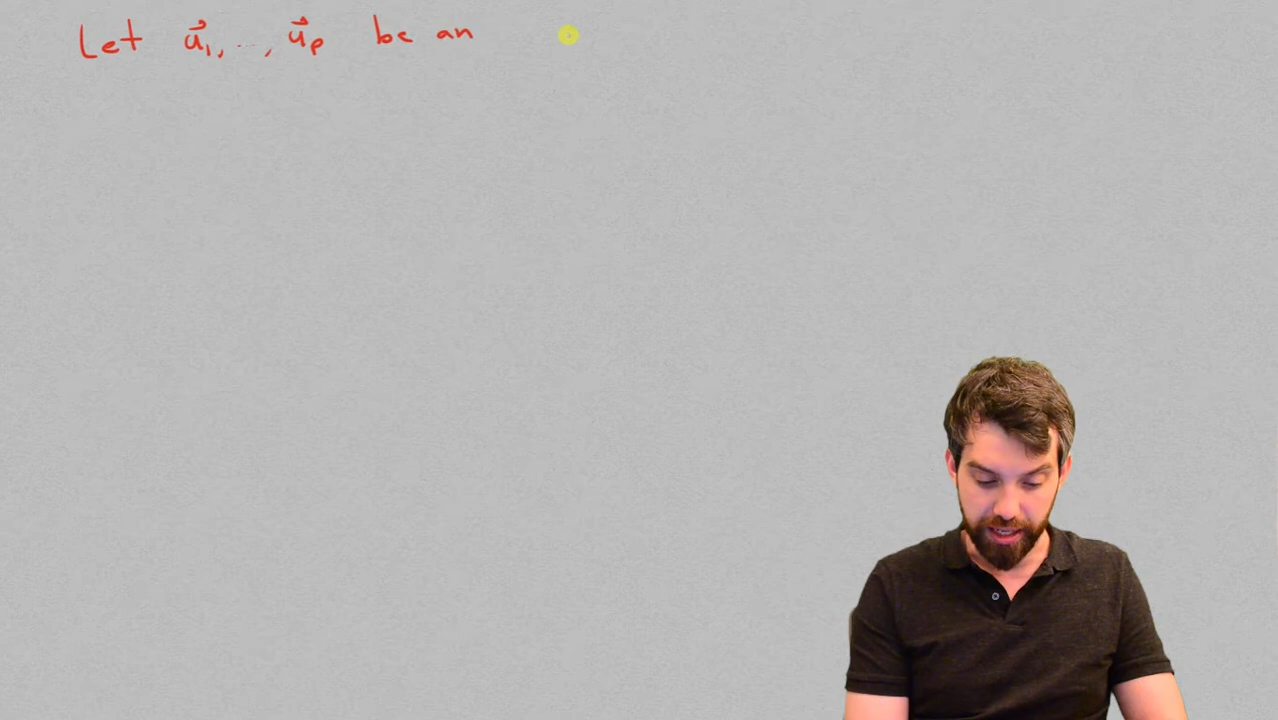 Let u⃗₁, ..., u⃗ₚ be an